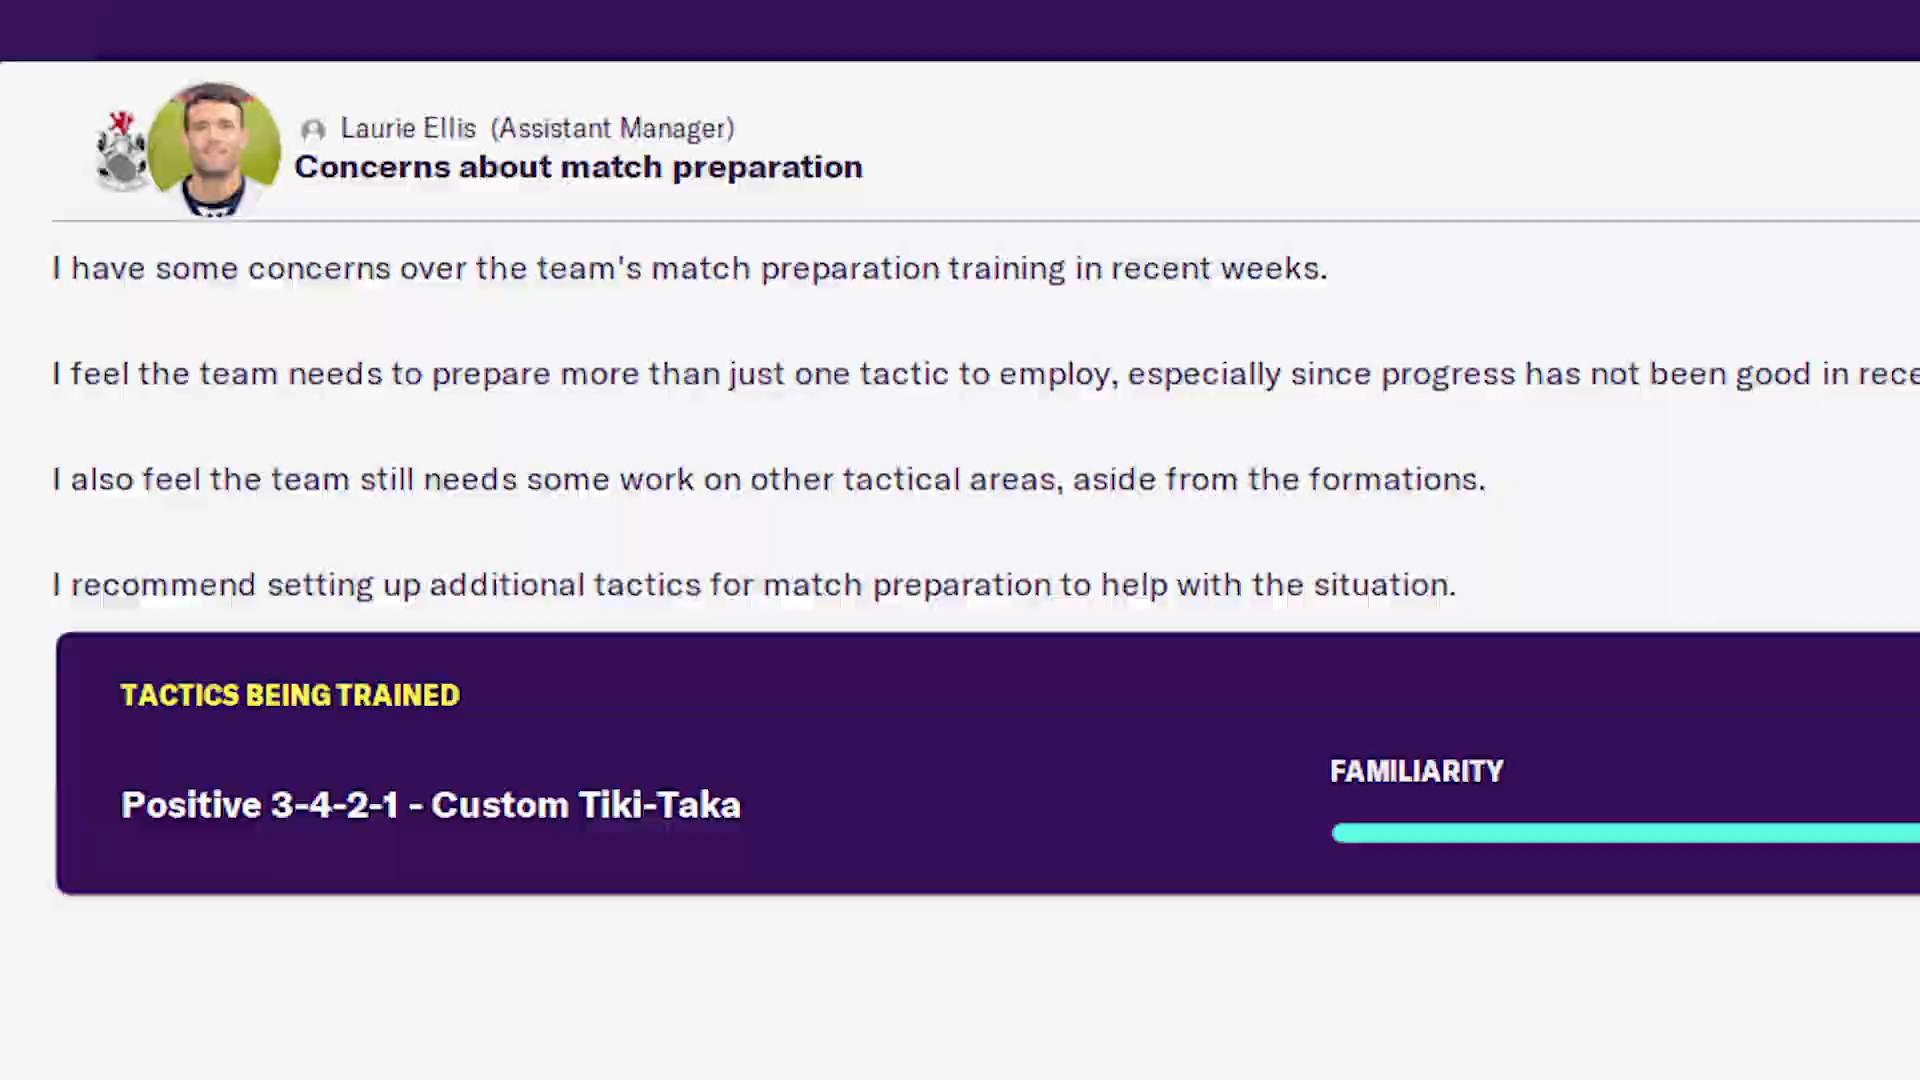 Laurie Ellis (Assistant Manager)
Concerns about match preparation
I have some concerns over the team's match preparation training in recent weeks.
I feel the team needs to prepare more than just one tactic to employ, especially since progress has not been good in rece
I also feel the team still needs some work on other tactical areas, aside from the formations.
I recommend setting up additional tactics for match preparation to help with the situation.
TACTICS BEING TRAINED
FAMILIARITY
Positive 3-4-2-1 - Custom Tiki-Taka